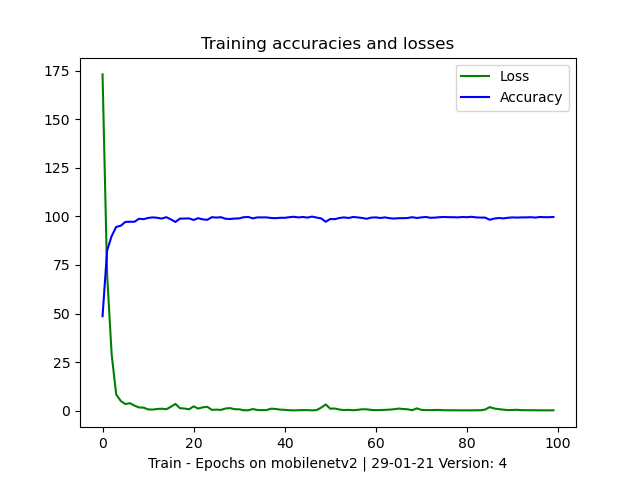 Training accuracies and losses
Loss
Accuracy
175
150
125
100
75
50
25
0
0 20 40 60 80 100
Train - Epochs on mobilenetv2 | 29-01-21 Version: 4